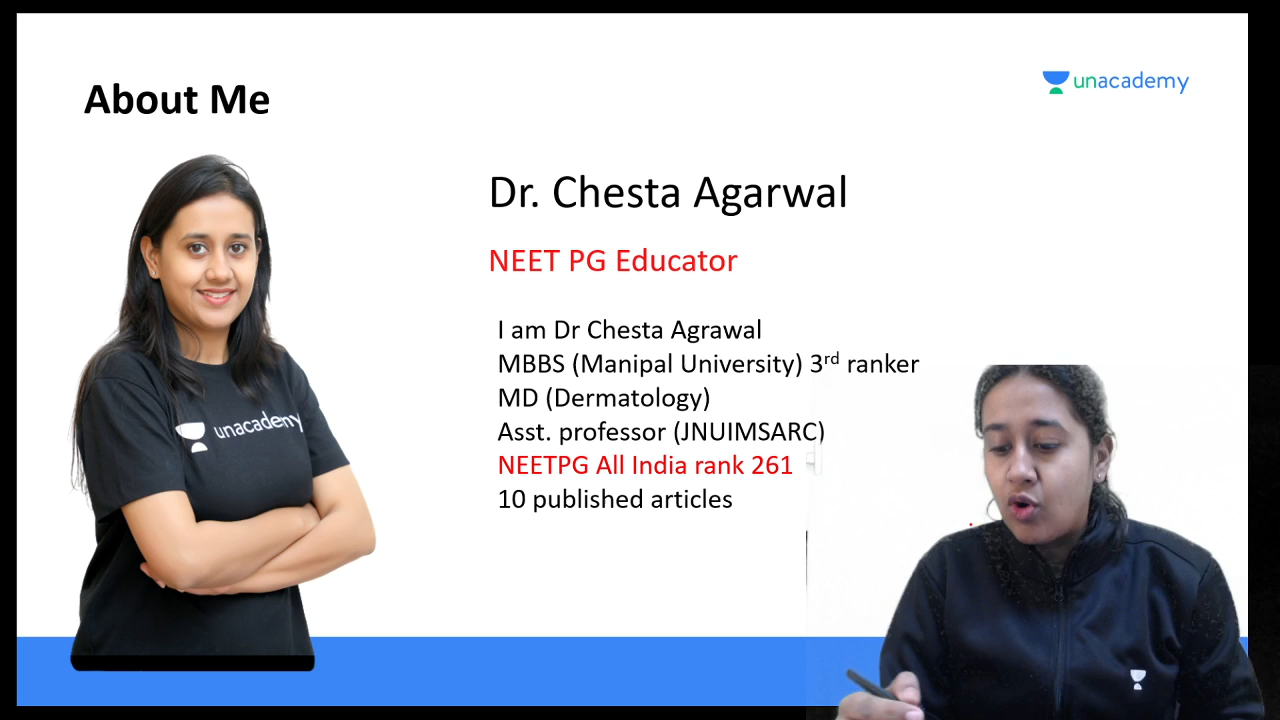 About Me
unacademy
Dr. Chesta Agarwal
NEET PG Educator
I am Dr Chesta Agrawal
MBBS (Manipal University) 3rd ranker
MD (Dermatology)
Asst. professor (JNUIMSARC)
NEETPG All India rank 261
10 published articles
unacademy